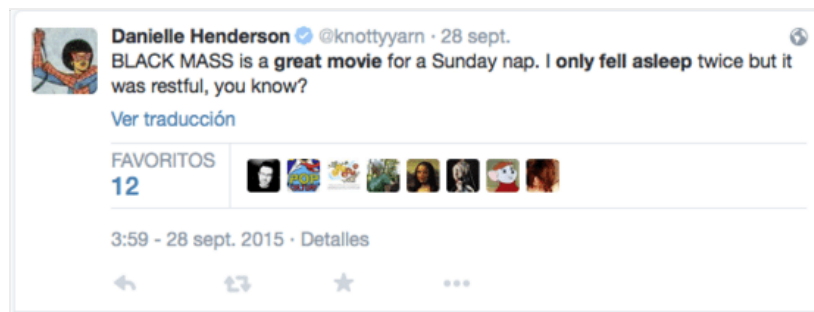 Danielle Henderson @knottyyarn · 28 sept.
BLACK MASS is a great movie for a Sunday nap. I only fell asleep twice but it
was restful, you know?
Ver traducción
FAVORITOS
12
POP
3:59 - 28 sept. 2015 · Detalles